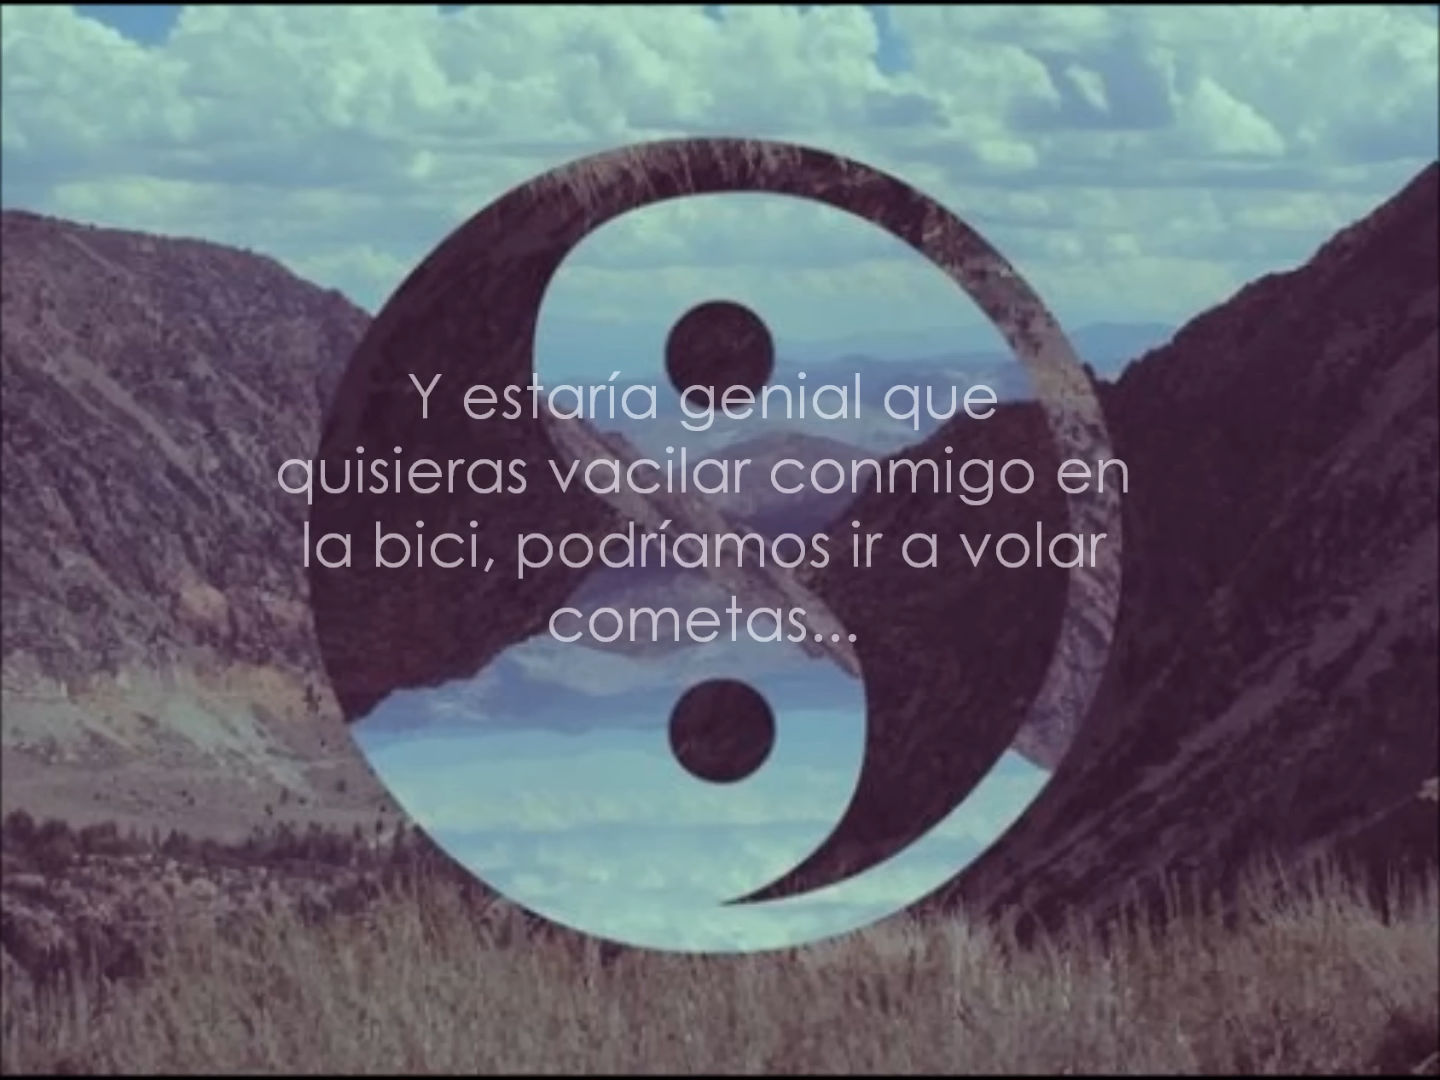 Y estaría genial que
quisieras vacilar conmigo en
la bici, podríamos ir a volar
cometas...